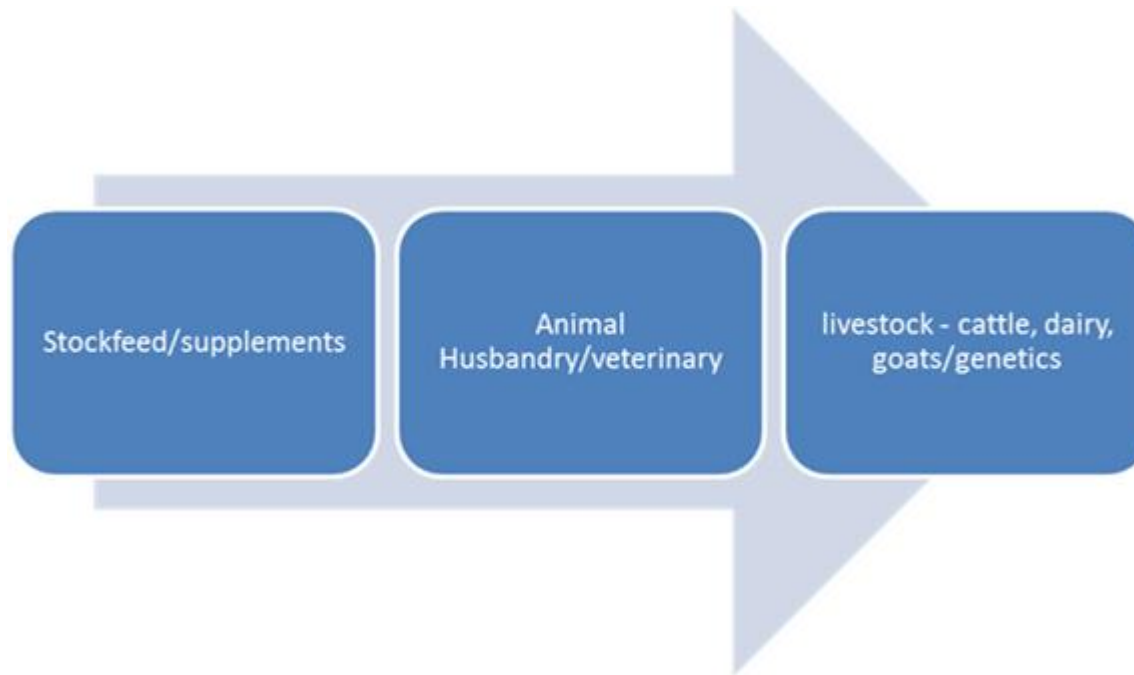 Stockfeed/supplements
Animal
Husbandry/veterinary
livestock - cattle, dairy,
goats/genetics